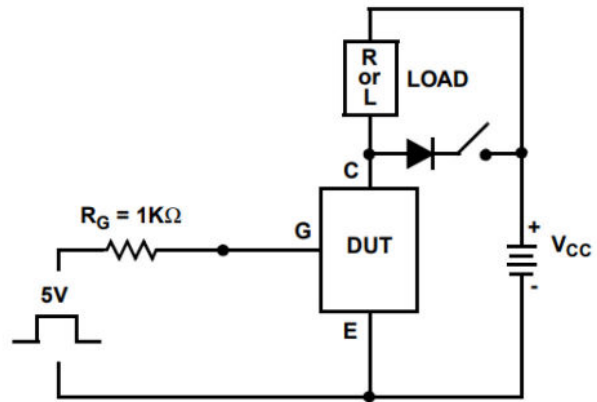 R
or
L
LOAD
C
R_G = 1KΩ
G
DUT
+
V_CC
-
5V
E